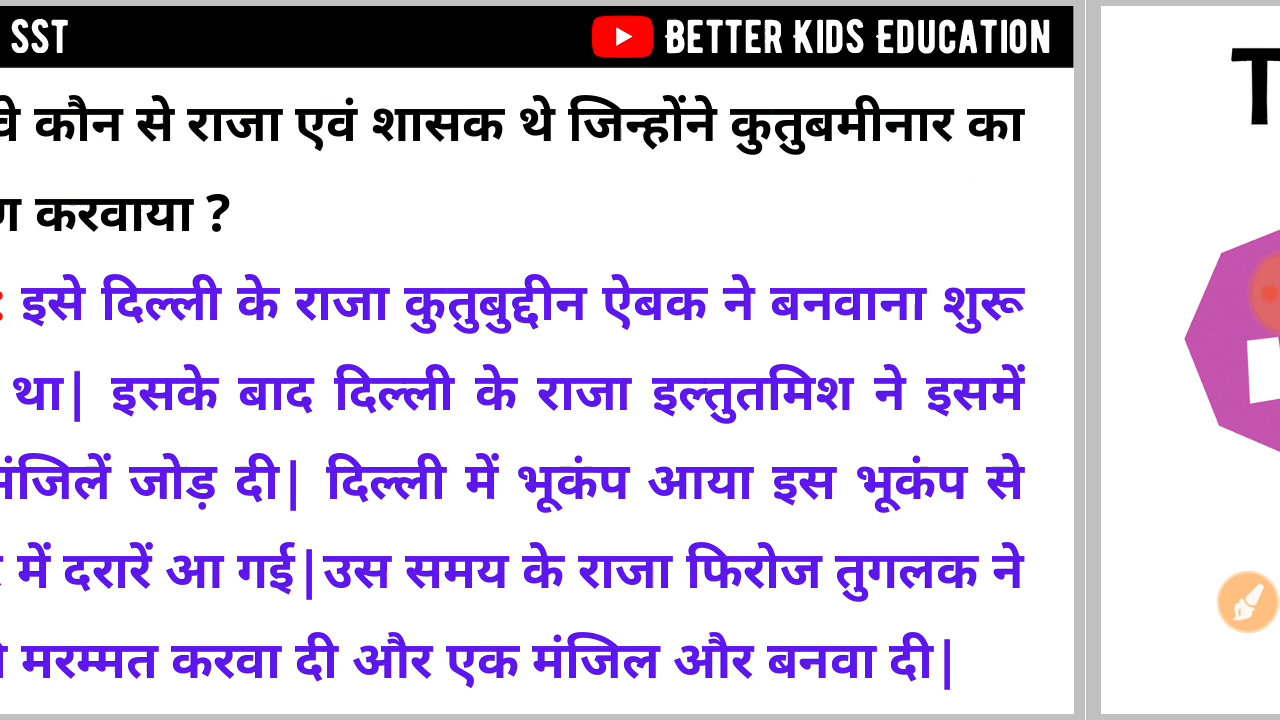 SST
BETTER KIDS EDUCATION
वे कौन से राजा एवं शासक थे जिन्होंने कुतुबमीनार का
करवाया ?
: इसे दिल्ली के राजा कुतुबुद्दीन ऐबक ने बनवाना शुरू
था| इसके बाद दिल्ली के राजा इल्तुतमिश ने इसमें
मंजिलें जोड़ दी| दिल्ली में भूकंप आया इस भूकंप से
में दरारें आ गई|उस समय के राजा फिरोज तुगलक ने
मरम्मत करवा दी और एक मंजिल और बनवा दी|
T